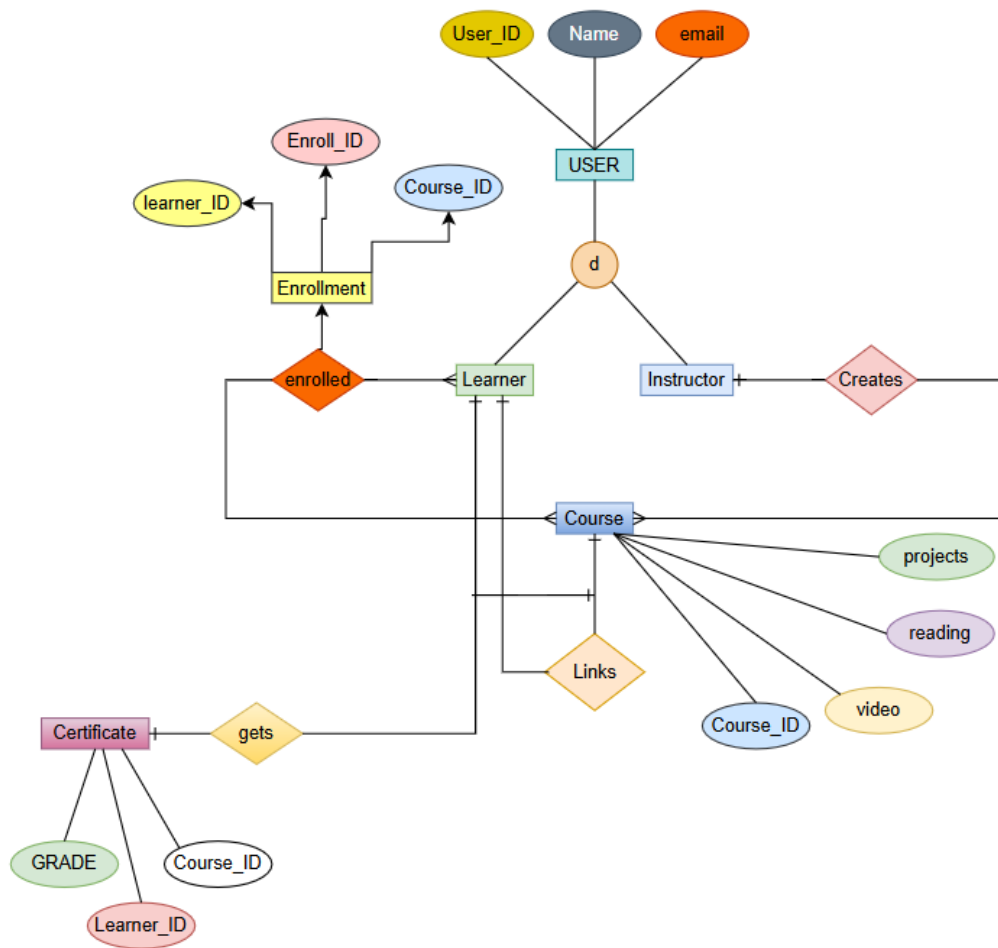 User_ID
Name
email
Enroll_ID
USER
Course_ID
learner_ID
d
Enrollment
enrolled
Learner
Instructor
Creates
Course
projects
reading
Links
video
Course_ID
Certificate
gets
GRADE
Course_ID
Learner_ID